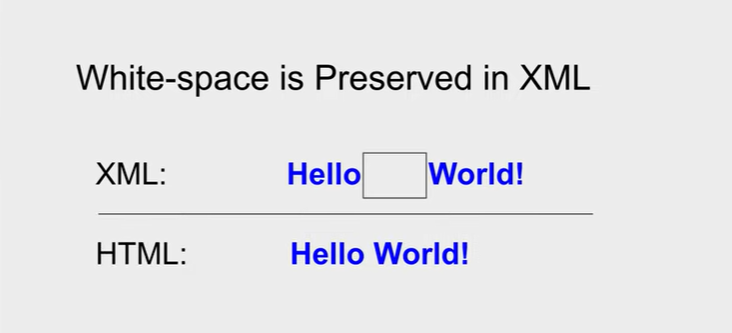 White-space is Preserved in XML
XML: Hello World!
HTML: Hello World!